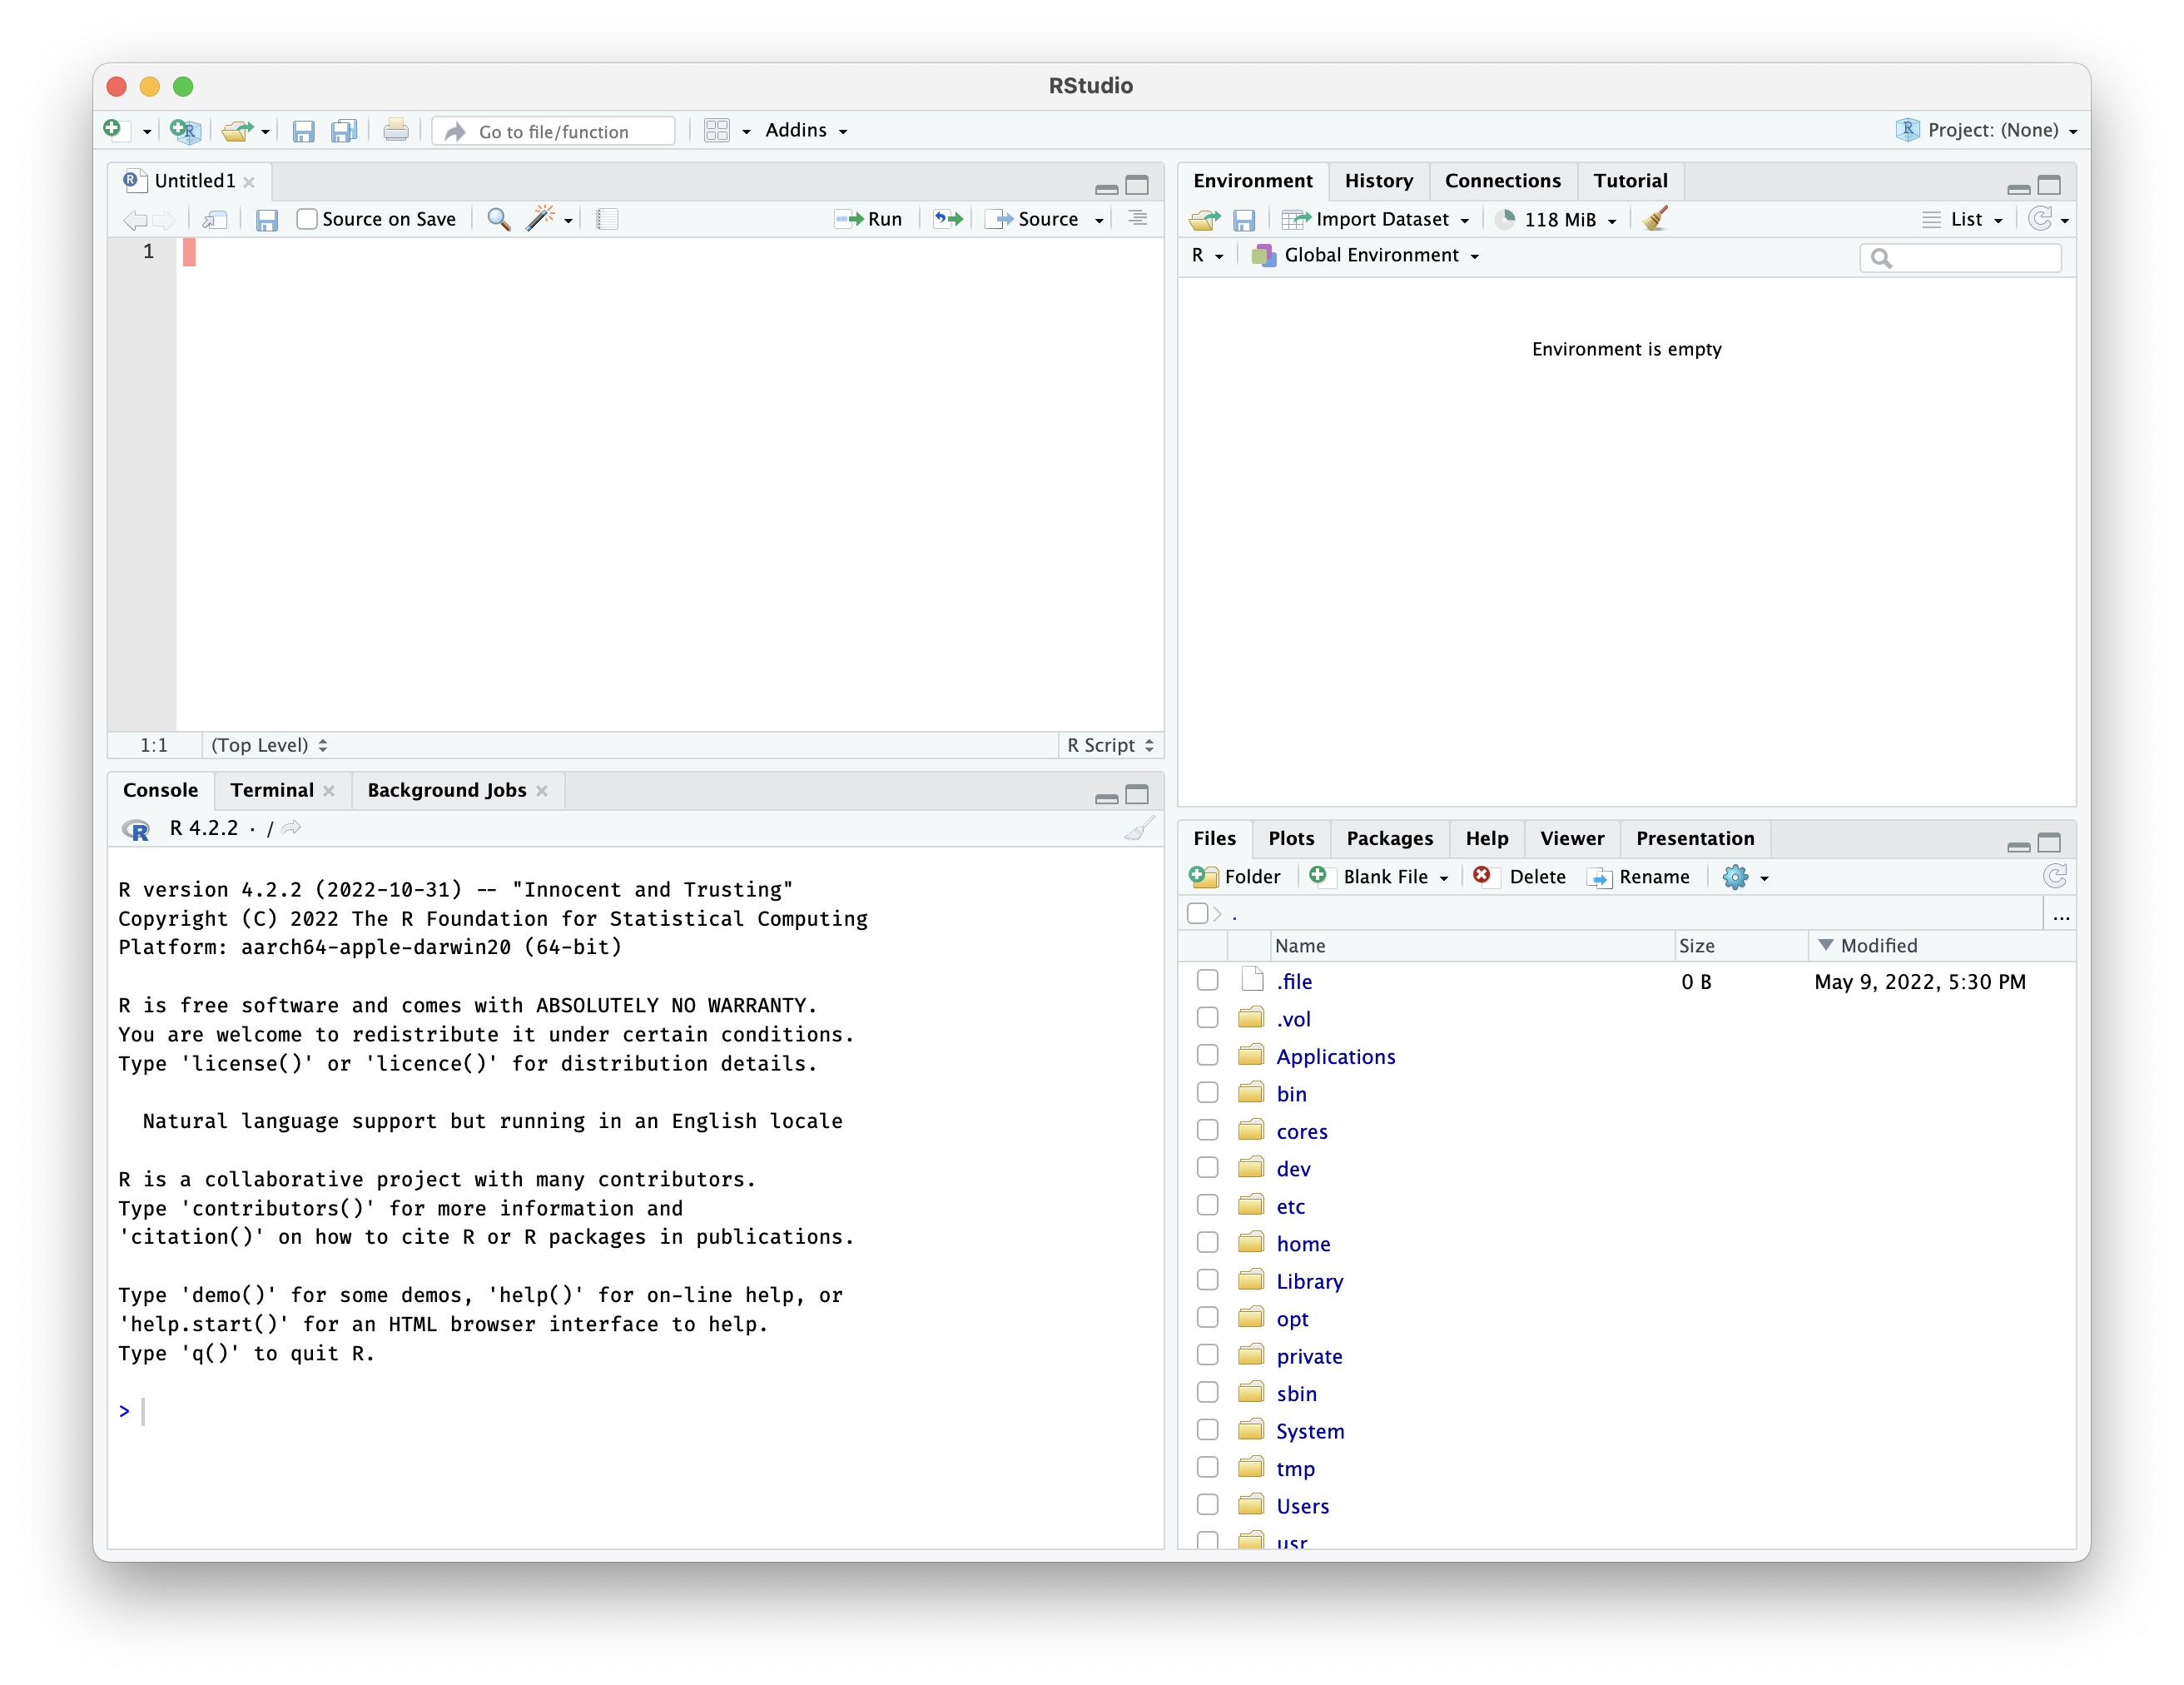 RStudio
Go to file/function
Addins
Project: (None)
Untitled1
Source on Save
Run
Source
1
1:1
(Top Level)
R Script
Console
Terminal
Background Jobs
R 4.2.2 · /
R version 4.2.2 (2022-10-31) -- "Innocent and Trusting"
Copyright (C) 2022 The R Foundation for Statistical Computing
Platform: aarch64-apple-darwin20 (64-bit)
R is free software and comes with ABSOLUTELY NO WARRANTY.
You are welcome to redistribute it under certain conditions.
Type 'license()' or 'licence()' for distribution details.
Natural language support but running in an English locale
R is a collaborative project with many contributors.
Type 'contributors()' for more information and
'citation()' on how to cite R or R packages in publications.
Type 'demo()' for some demos, 'help()' for on-line help, or
'help.start()' for an HTML browser interface to help.
Type 'q()' to quit R.
>
Environment
History
Connections
Tutorial
Import Dataset
118 MiB
List
R
Global Environment
Environment is empty
Files
Plots
Packages
Help
Viewer
Presentation
Folder
Blank File
Delete
Rename
.
...
Name Size Modified
.file 0 B May 9, 2022, 5:30 PM
.vol
Applications
bin
cores
dev
etc
home
Library
opt
private
sbin
System
tmp
Users
usr